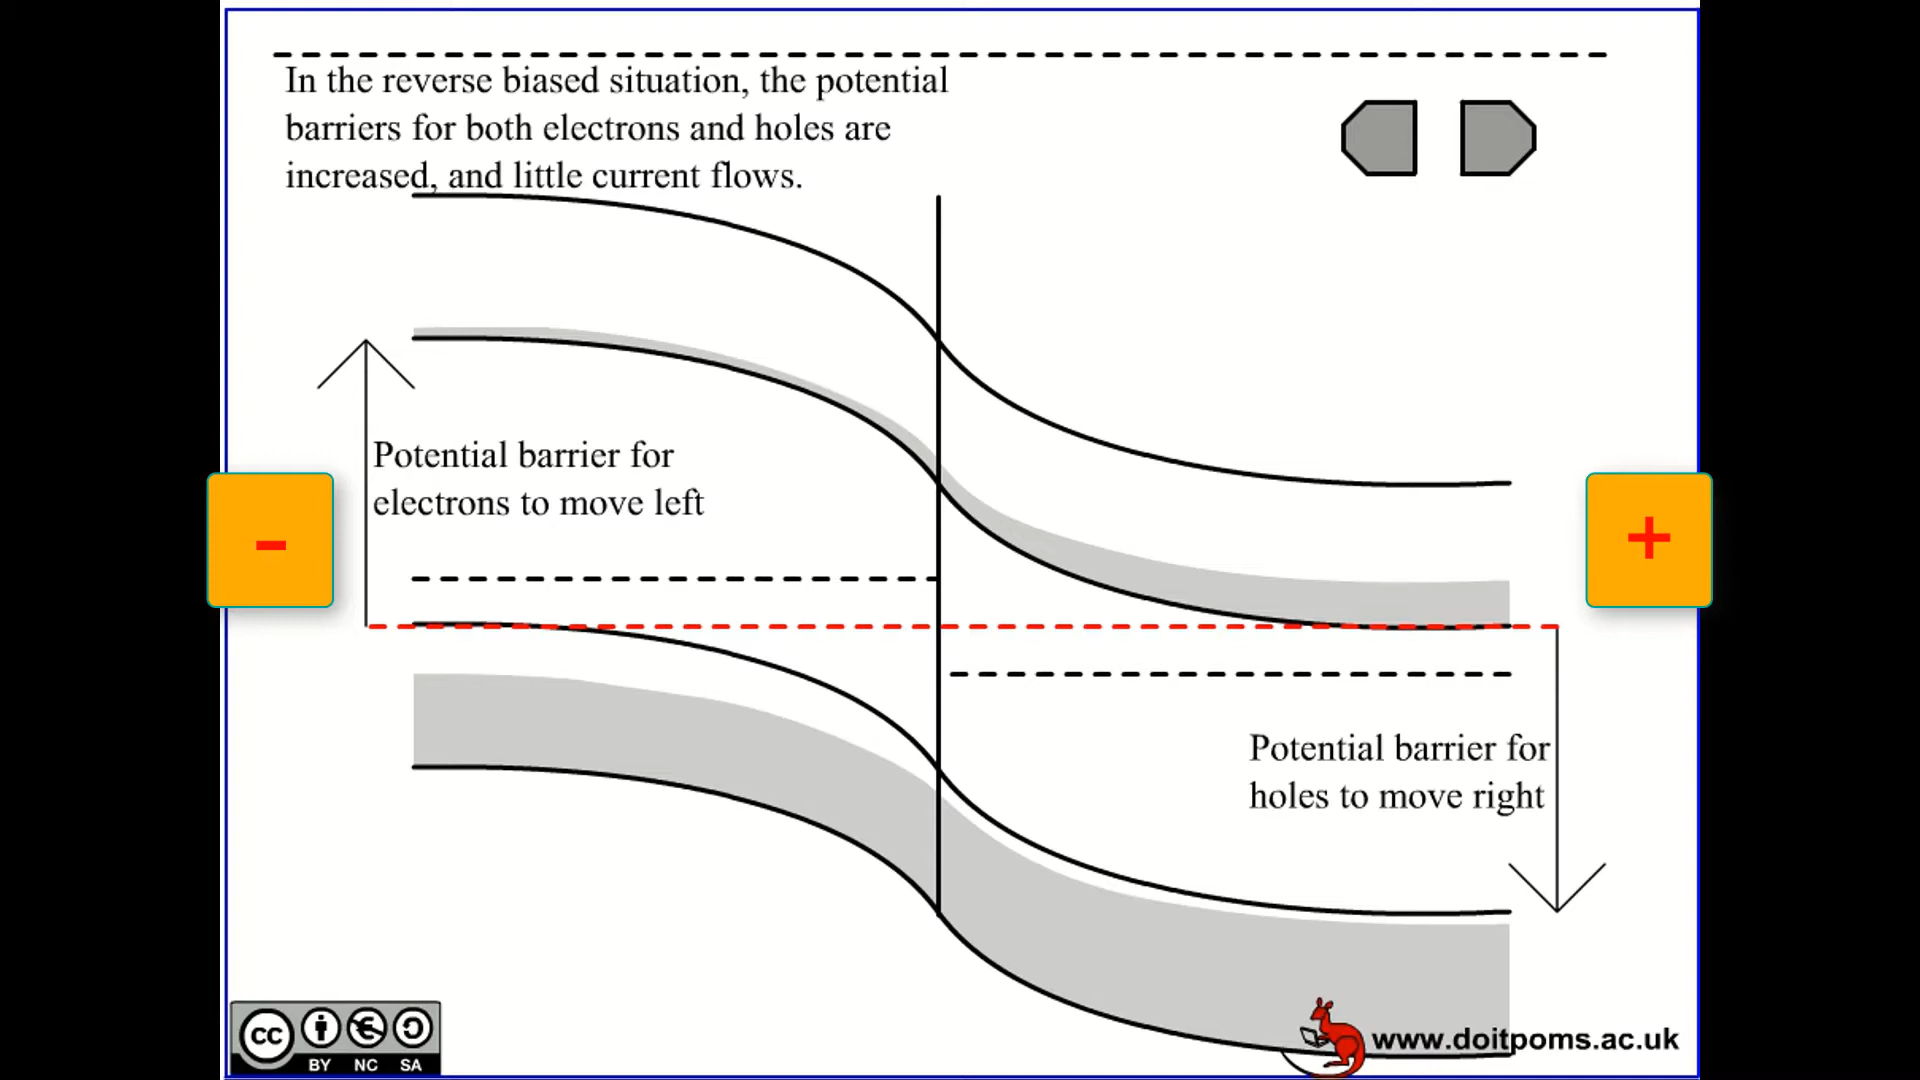 In the reverse biased situation, the potential
barriers for both electrons and holes are
increased, and little current flows.
Potential barrier for
electrons to move left
-
+
Potential barrier for
holes to move right
cc
BY NC SA
www.doitpoms.ac.uk